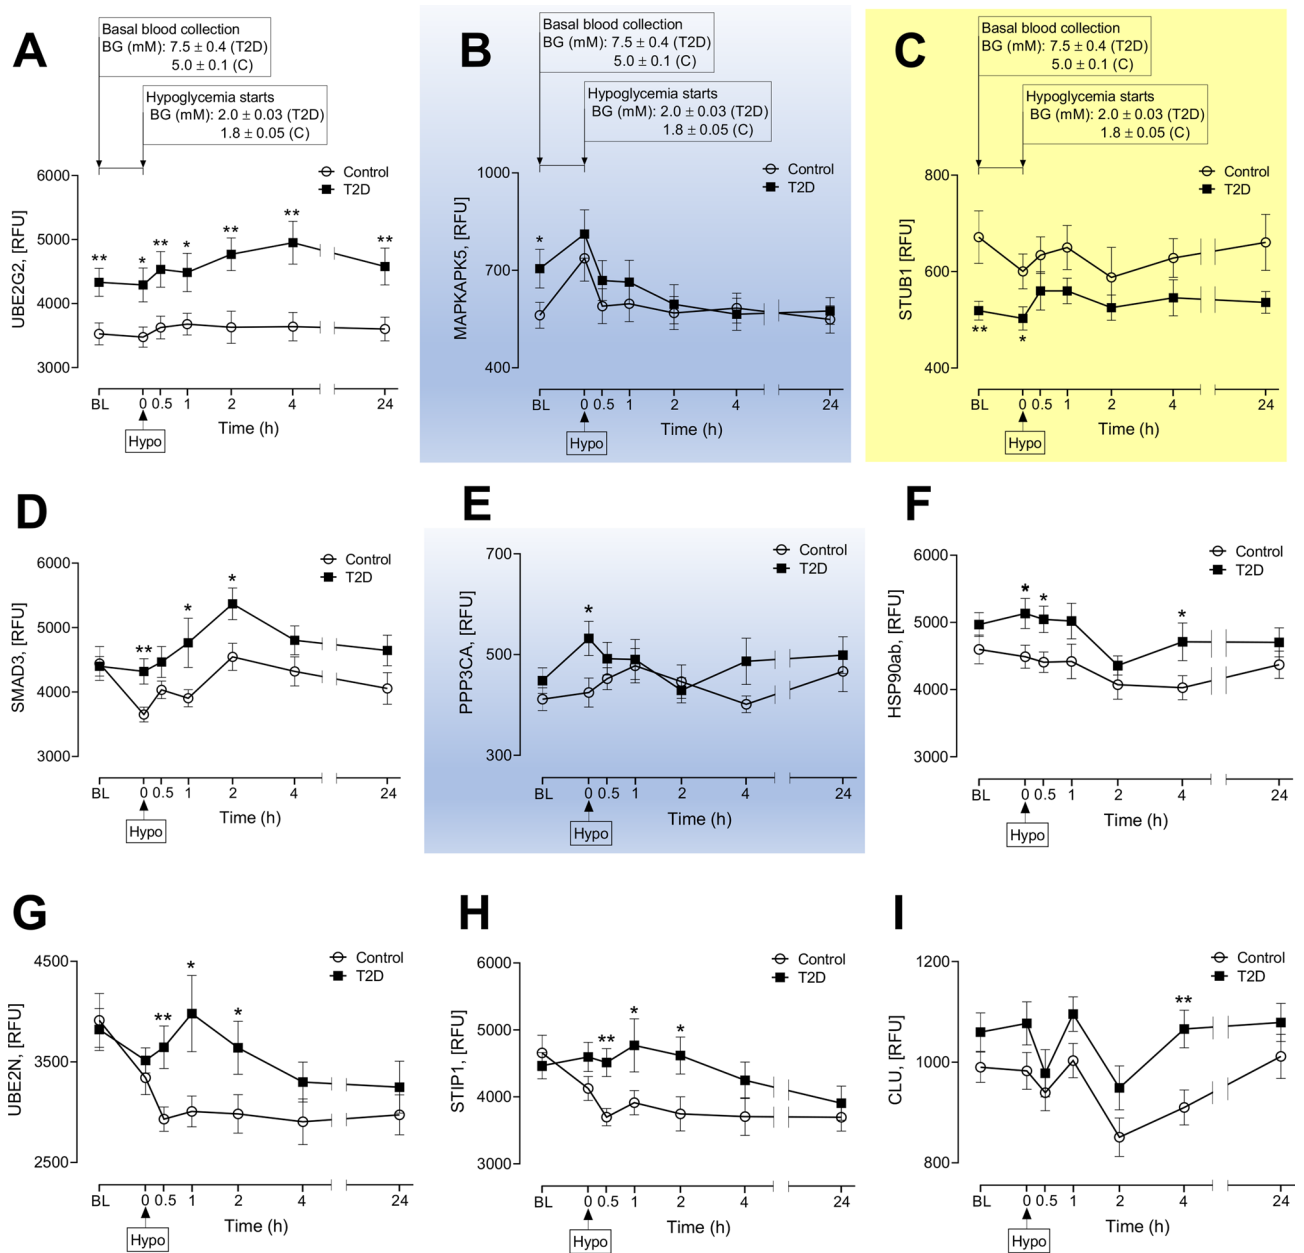 A
Basal blood collection
BG (mM): 7.5 ± 0.4 (T2D)
5.0 ± 0.1 (C)
Hypoglycemia starts
BG (mM): 2.0 ± 0.03 (T2D)
1.8 ± 0.05 (C)
Control
T2D
UBE2G2, [RFU]
6000
5000
4000
3000
** * ** * ** ** **
BL 0 0.5 1 2 4 24
Time (h)
Hypo
B
Basal blood collection
BG (mM): 7.5 ± 0.4 (T2D)
5.0 ± 0.1 (C)
Hypoglycemia starts
BG (mM): 2.0 ± 0.03 (T2D)
1.8 ± 0.05 (C)
Control
T2D
MAPKAPK5, [RFU]
1000
700
400
*
BL 0 0.5 1 2 4 24
Time (h)
Hypo
C
Basal blood collection
BG (mM): 7.5 ± 0.4 (T2D)
5.0 ± 0.1 (C)
Hypoglycemia starts
BG (mM): 2.0 ± 0.03 (T2D)
1.8 ± 0.05 (C)
Control
T2D
STUB1 [RFU]
800
600
400
** *
BL 0 0.5 1 2 4 24
Time (h)
Hypo
D
Control
T2D
SMAD3, [RFU]
6000
5000
4000
3000
** * *
BL 0 0.5 1 2 4 24
Time (h)
Hypo
E
Control
T2D
PPP3CA, [RFU]
700
500
300
*
BL 0 0.5 1 2 4 24
Time (h)
Hypo
F
Control
T2D
HSP90ab, [RFU]
6000
5000
4000
3000
* * *
BL 0 0.5 1 2 4 24
Time (h)
Hypo
G
Control
T2D
UBE2N, [RFU]
4500
3500
2500
** * *
BL 0 0.5 1 2 4 24
Time (h)
Hypo
H
Control
T2D
STIP1, [RFU]
6000
5000
4000
3000
** * *
BL 0 0.5 1 2 4 24
Time (h)
Hypo
I
Control
T2D
CLU, [RFU]
1200
1000
800
**
BL 0 0.5 1 2 4 24
Time (h)
Hypo